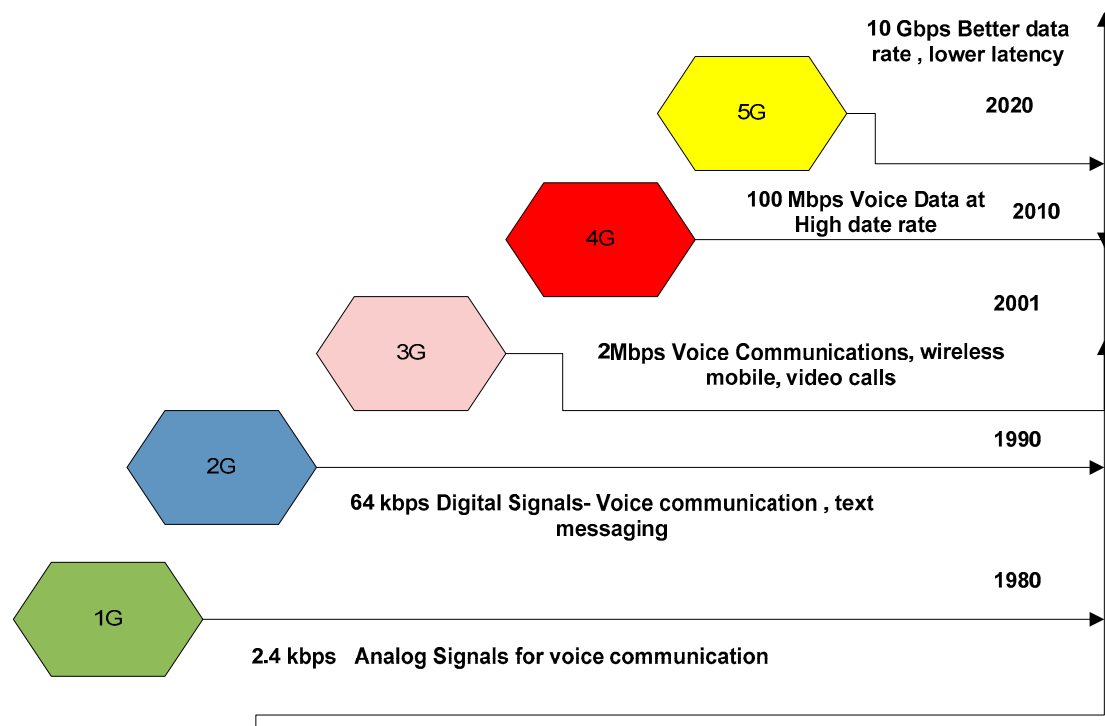 10 Gbps Better data
rate , lower latency
5G
2020
100 Mbps Voice Data at
High date rate
2010
4G
2001
3G
2Mbps Voice Communications, wireless
mobile, video calls
1990
2G
64 kbps Digital Signals- Voice communication , text
messaging
1980
1G
2.4 kbps Analog Signals for voice communication